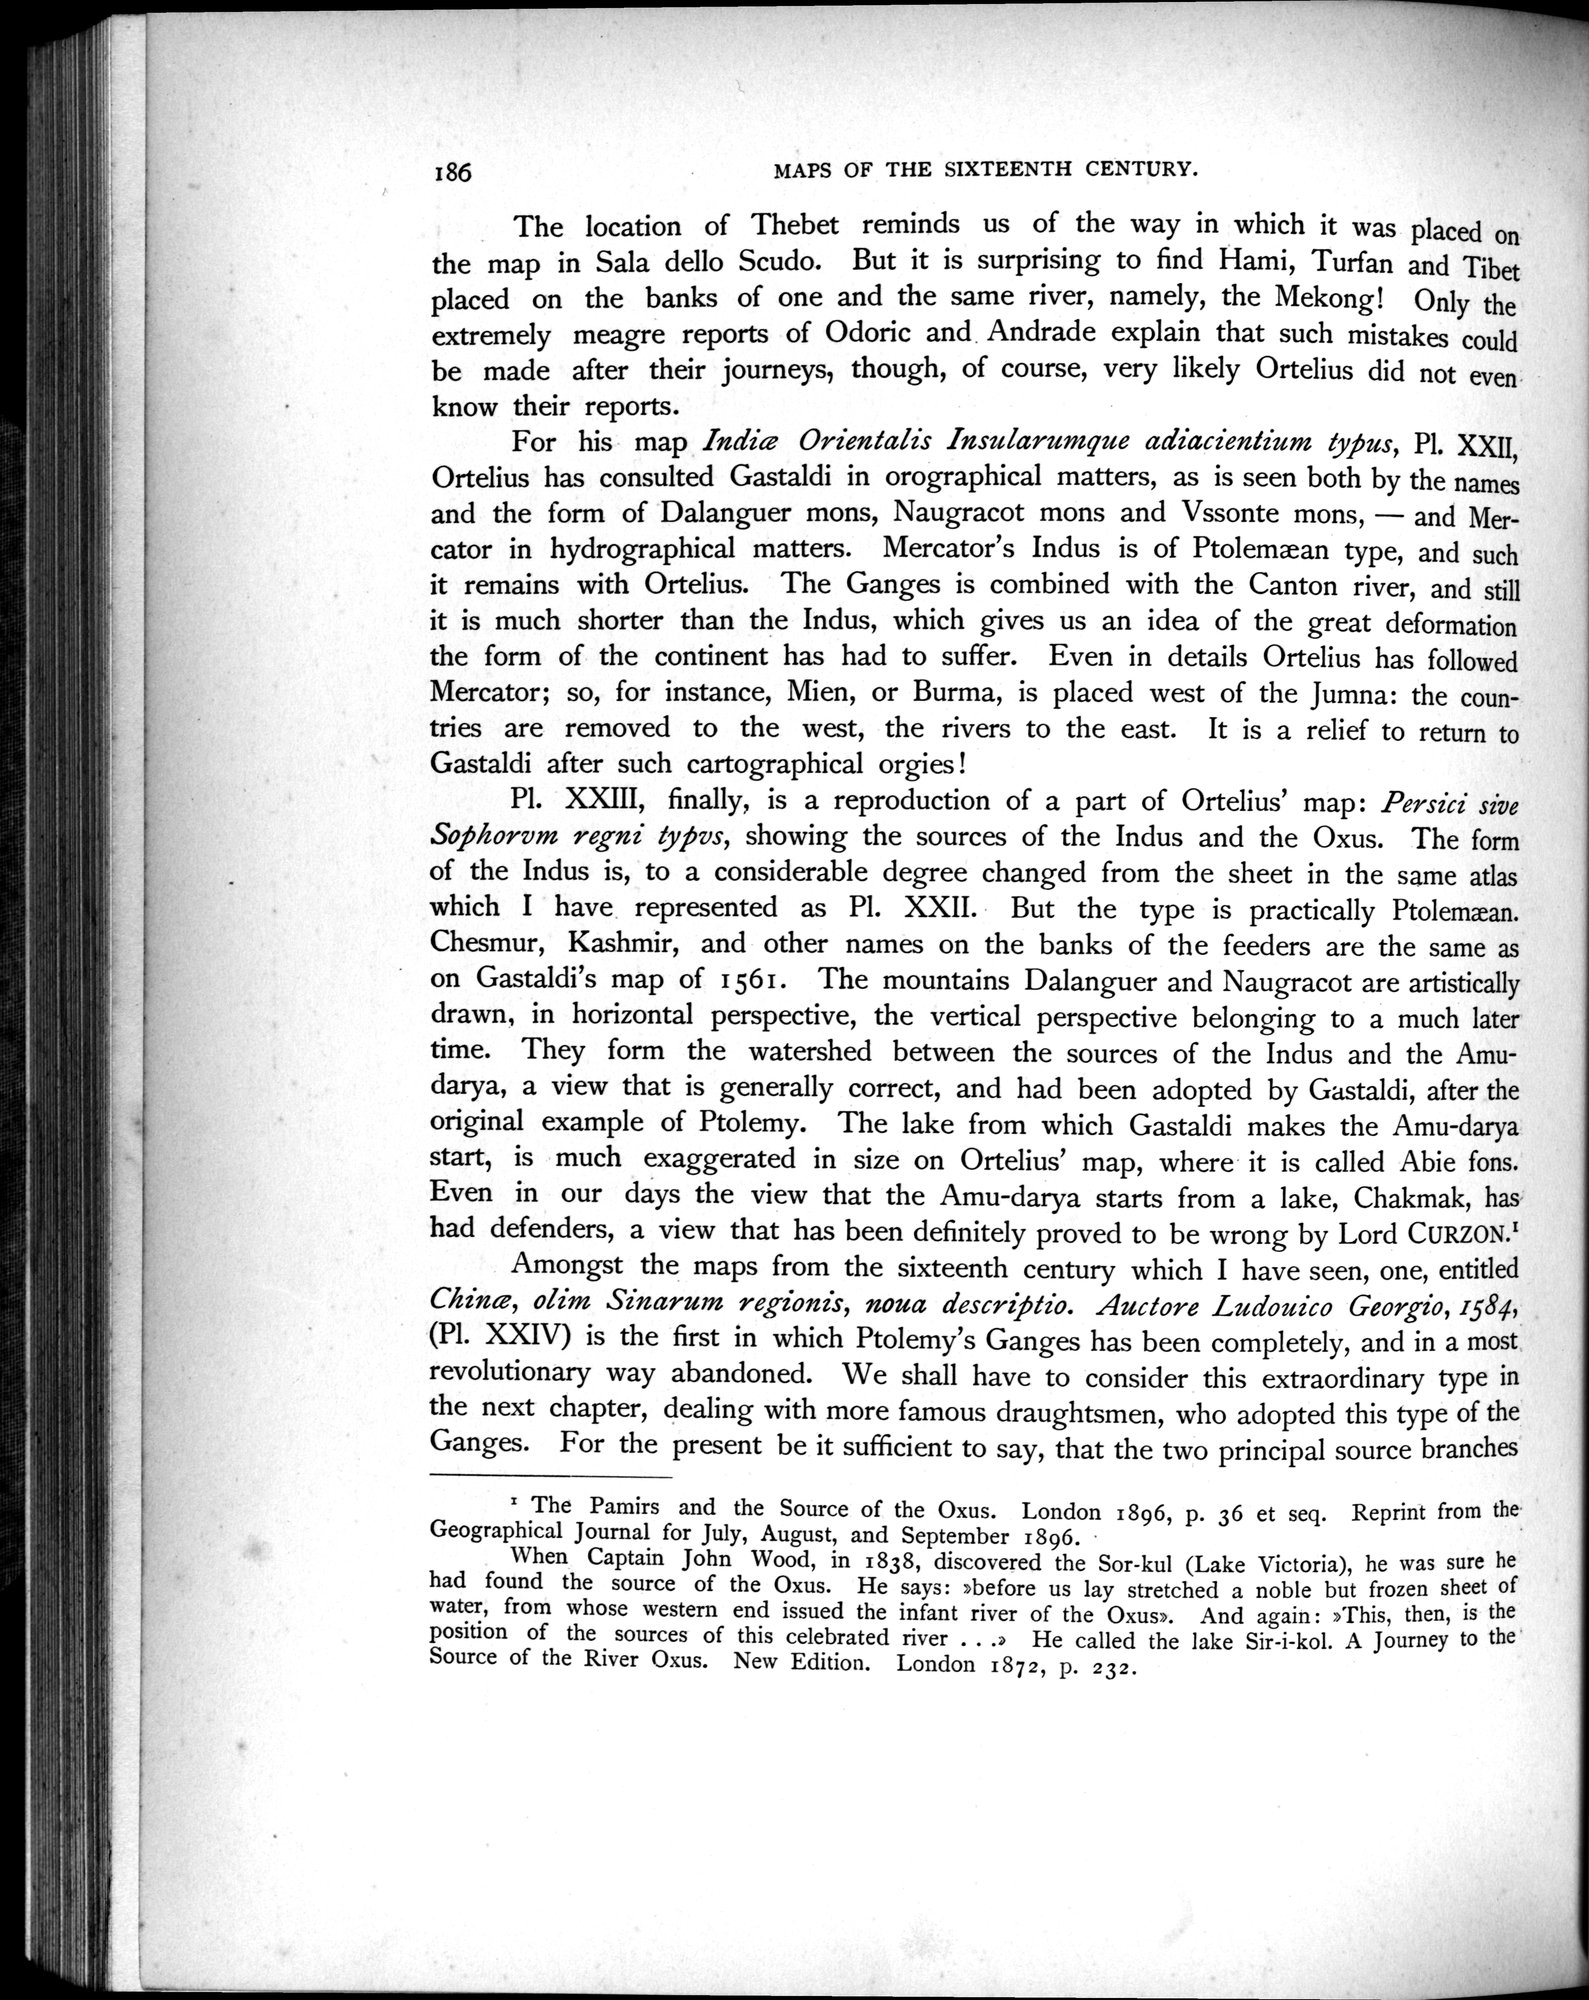 186 MAPS OF THE SIXTEENTH CENTURY.
The location of Thebet reminds us of the way in which it was placed on
the map in Sala dello Scudo. But it is surprising to find Hami, Turfan and Tibet
placed on the banks of one and the same river, namely, the Mekong! Only the
extremely meagre reports of Odoric and Andrade explain that such mistakes could
be made after their journeys, though, of course, very likely Ortelius did not even
know their reports.
For his map Indiæ Orientalis Insularumque adiacientium typus, Pl. XXII,
Ortelius has consulted Gastaldi in orographical matters, as is seen both by the names
and the form of Dalanguer mons, Naugracot mons and Vssonte mons, — and Mer-
cator in hydrographical matters. Mercator's Indus is of Ptolemæan type, and such
it remains with Ortelius. The Ganges is combined with the Canton river, and still
it is much shorter than the Indus, which gives us an idea of the great deformation
the form of the continent has had to suffer. Even in details Ortelius has followed
Mercator; so, for instance, Mien, or Burma, is placed west of the Jumna: the coun-
tries are removed to the west, the rivers to the east. It is a relief to return to
Gastaldi after such cartographical orgies!
Pl. XXIII, finally, is a reproduction of a part of Ortelius' map: Persici sive
Sophorvm regni typvs, showing the sources of the Indus and the Oxus. The form
of the Indus is, to a considerable degree changed from the sheet in the same atlas
which I have represented as Pl. XXII. But the type is practically Ptolemæan.
Chesmur, Kashmir, and other names on the banks of the feeders are the same as
on Gastaldi's map of 1561. The mountains Dalanguer and Naugracot are artistically
drawn, in horizontal perspective, the vertical perspective belonging to a much later
time. They form the watershed between the sources of the Indus and the Amu-
darya, a view that is generally correct, and had been adopted by Gastaldi, after the
original example of Ptolemy. The lake from which Gastaldi makes the Amu-darya
start, is much exaggerated in size on Ortelius' map, where it is called Abie fons.
Even in our days the view that the Amu-darya starts from a lake, Chakmak, has
had defenders, a view that has been definitely proved to be wrong by Lord CURZON.¹
Amongst the maps from the sixteenth century which I have seen, one, entitled
Chinæ, olim Sinarum regionis, noua descriptio. Auctore Ludouico Georgio, 1584,
(Pl. XXIV) is the first in which Ptolemy's Ganges has been completely, and in a most
revolutionary way abandoned. We shall have to consider this extraordinary type in
the next chapter, dealing with more famous draughtsmen, who adopted this type of the
Ganges. For the present be it sufficient to say, that the two principal source branches
¹ The Pamirs and the Source of the Oxus. London 1896, p. 36 et seq. Reprint from the
Geographical Journal for July, August, and September 1896.
When Captain John Wood, in 1838, discovered the Sor-kul (Lake Victoria), he was sure he
had found the source of the Oxus. He says: »before us lay stretched a noble but frozen sheet of
water, from whose western end issued the infant river of the Oxus». And again: »This, then, is the
position of the sources of this celebrated river . . .» He called the lake Sir-i-kol. A Journey to the
Source of the River Oxus. New Edition. London 1872, p. 232.